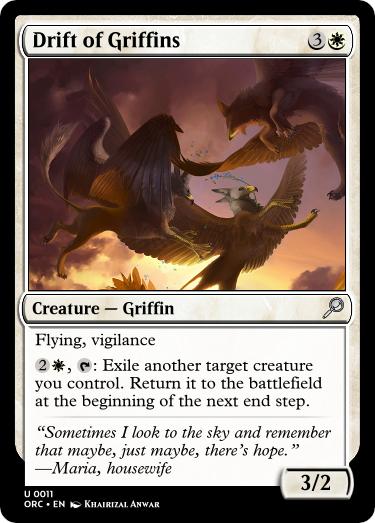 Drift of Griffins 3
Creature — Griffin
Flying, vigilance
2, : Exile another target creature
you control. Return it to the battlefield
at the beginning of the next end step.
“Sometimes I look to the sky and remember
that maybe, just maybe, there’s hope.”
—Maria, housewife
3/2
U 0011
ORC • EN Khairizal Anwar